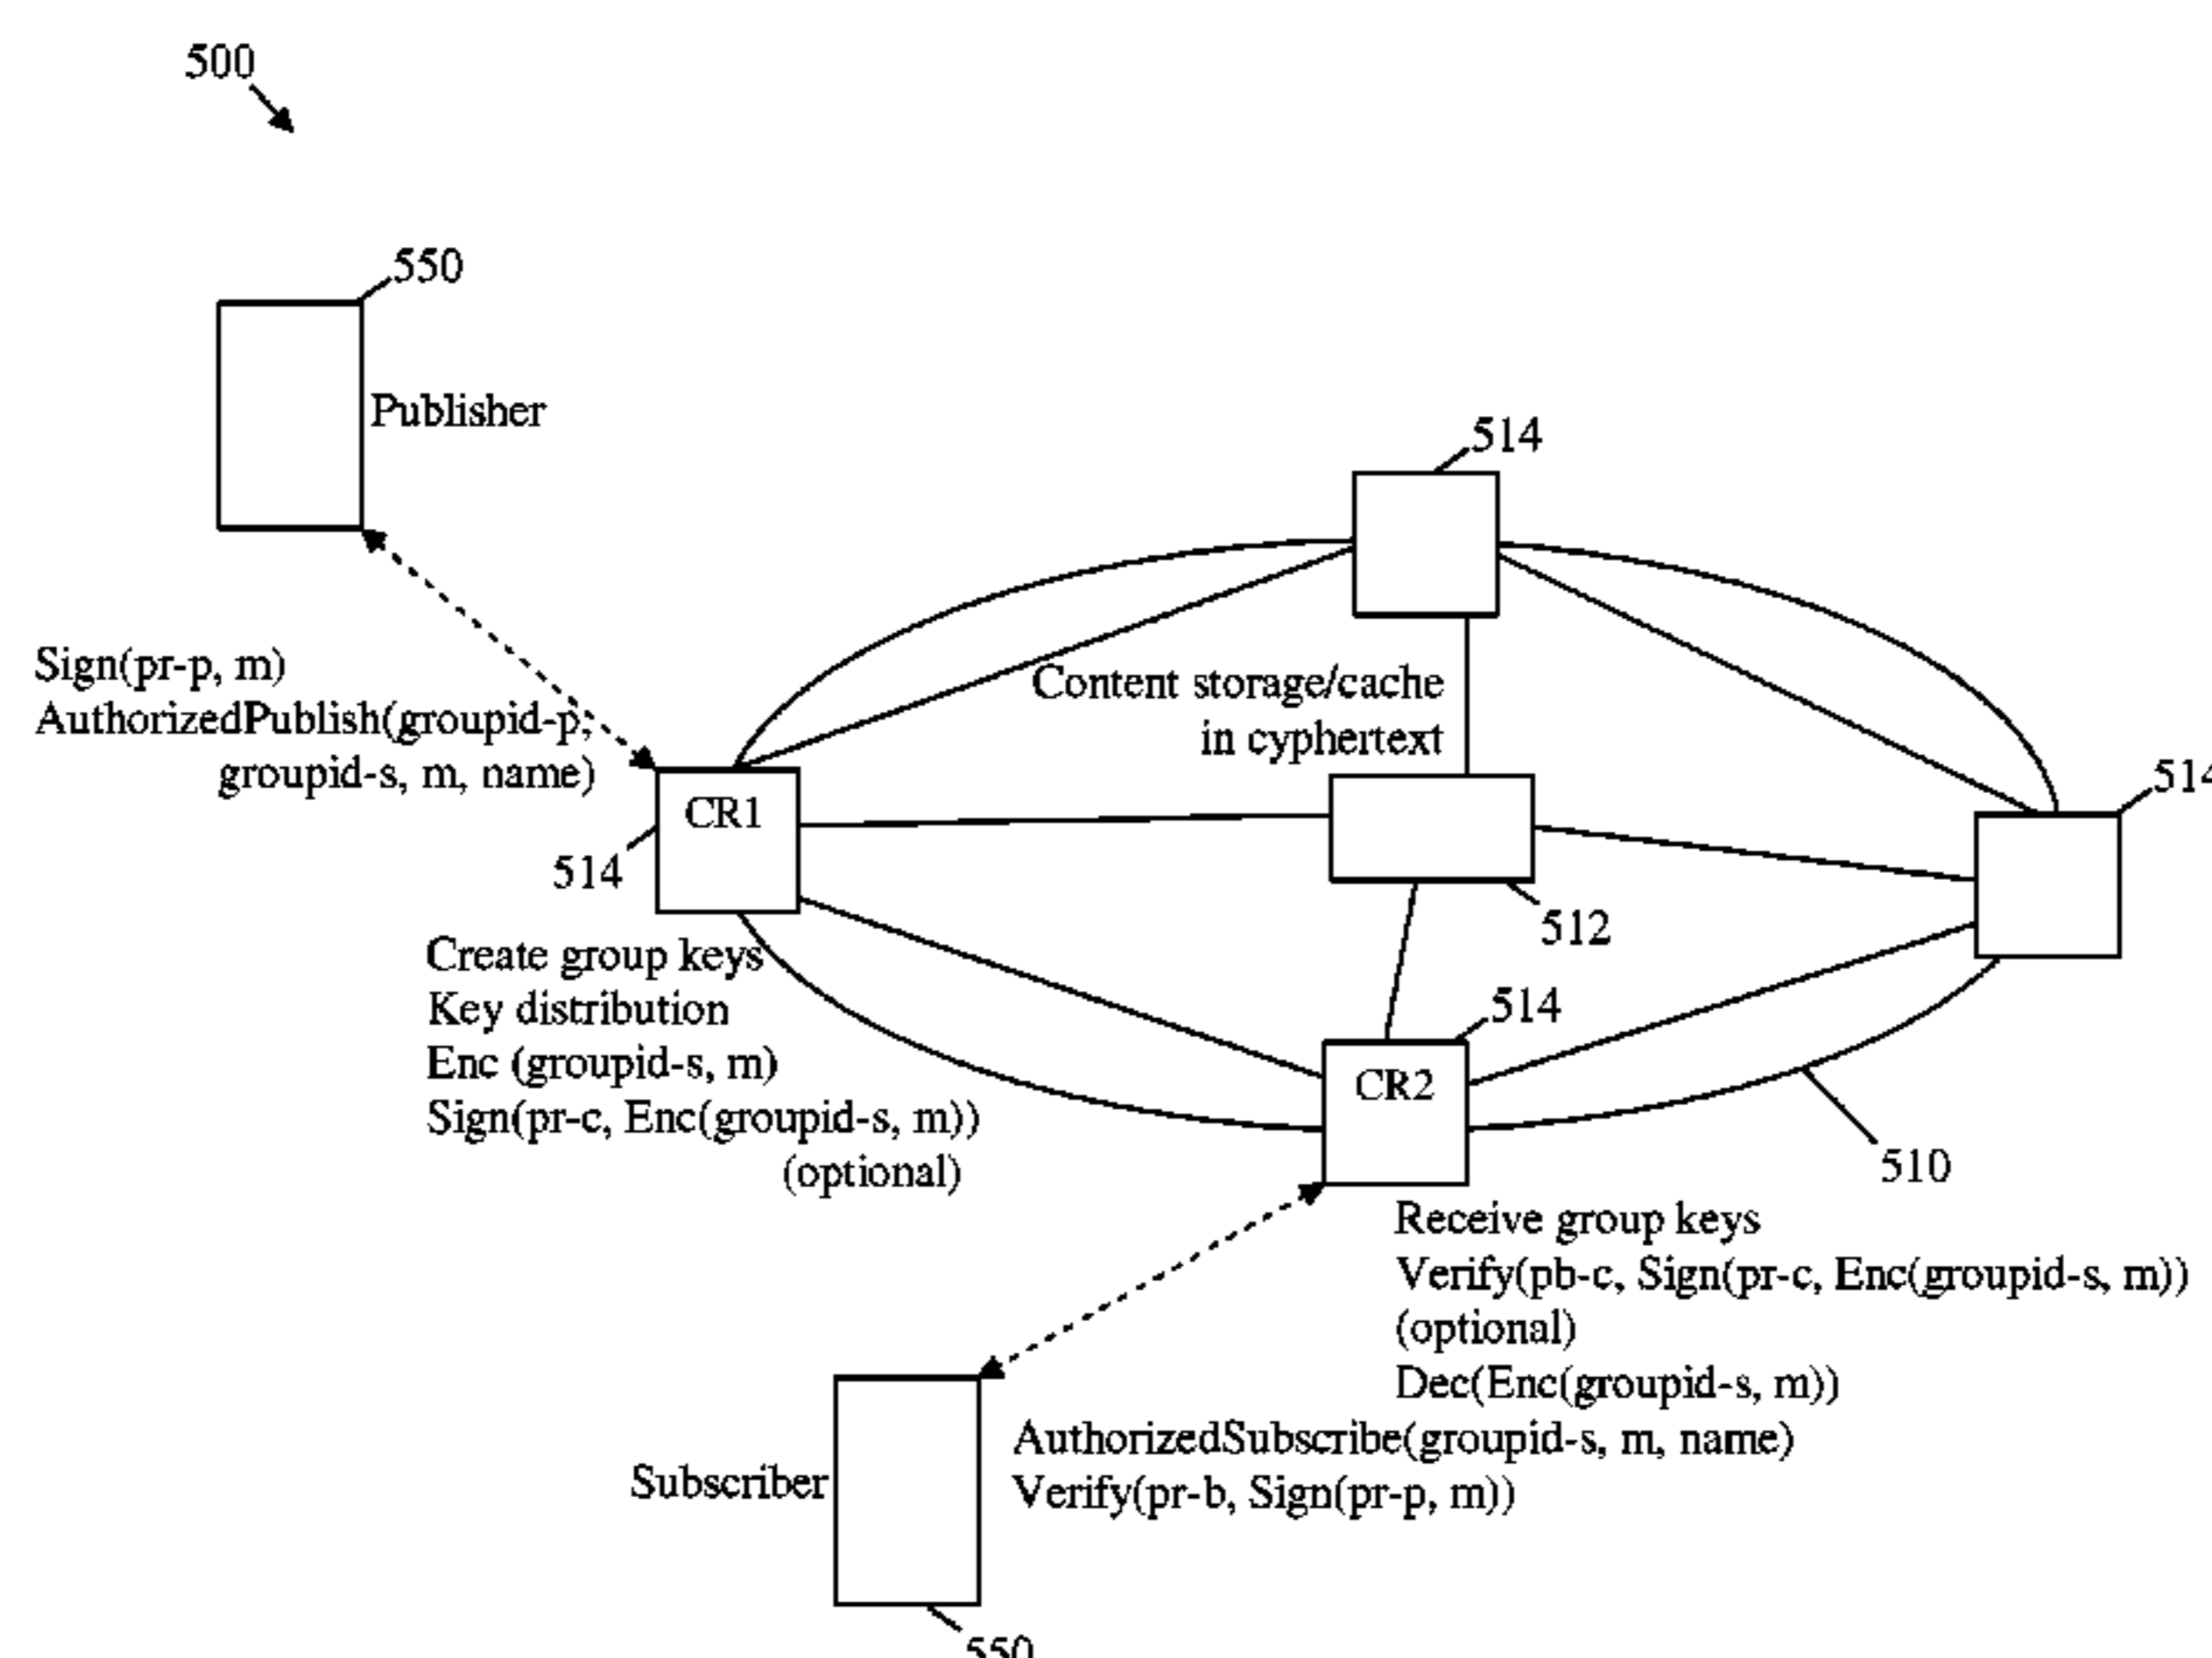 500
550
Publisher
514
Sign(pr-p, m)
AuthorizedPublish(groupid-p,
groupid-s, m, name)
Content storage/cache
in cyphertext
514
CR1
514
512
Create group keys
Key distribution
Enc (groupid-s, m)
Sign(pr-c, Enc(groupid-s, m))
(optional)
514
CR2
510
Receive group keys
Verify(pb-c, Sign(pr-c, Enc(groupid-s, m))
(optional)
Dec(Enc(groupid-s, m))
AuthorizedSubscribe(groupid-s, m, name)
Verify(pr-b, Sign(pr-p, m))
Subscriber
550